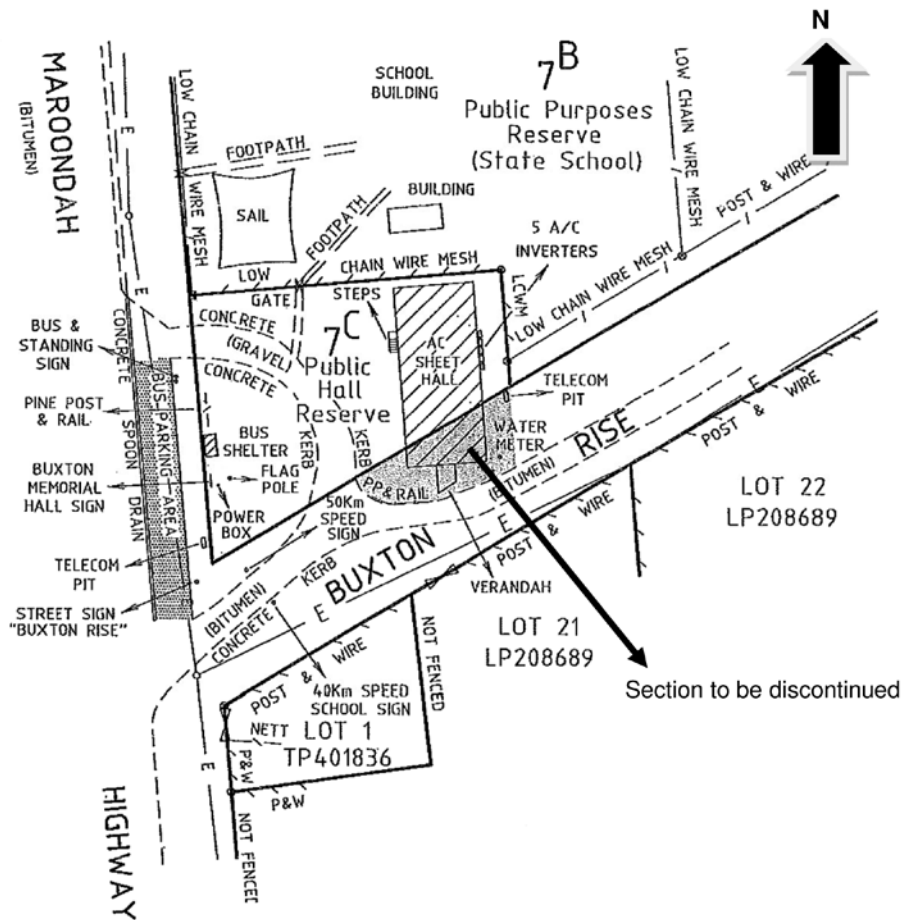 N
MAROONDAH
(BITUMEN)
E
LOW CHAIN
WIRE MESH
SCHOOL
BUILDING
7B
Public Purposes
Reserve
(State School)
LOW CHAIN
WIRE MESH
POST & WIRE
FOOTPATH
SAIL
BUILDING
FOOTPATH
5 A/C
INVERTERS
LOW
CHAIN WIRE MESH
GATE
STEPS
LCWM
LOW CHAIN WIRE MESH
E
CONCRETE
BUS &
STANDING
SIGN
CONCRETE
(GRAVEL)
CONCRETE
7C
Public
Hall
Reserve
AC
SHEET
HALL
TELECOM
PIT
E
POST & WIRE
PINE POST
& RAIL
SPOON
BUS PARKING
AREA
BUS
SHELTER
KERB
KERB
WATER
METER
RISE
BUXTON
MEMORIAL
HALL SIGN
FLAG
POLE
PP& RAIL
(BITUMEN)
LOT 22
LP208689
DRAIN
POWER
BOX
50Km
SPEED
SIGN
E
POST & WIRE
TELECOM
PIT
KERB
BUXTON
VERANDAH
STREET SIGN
"BUXTON RISE"
E
(BITUMEN)
CONCRETE
E
LOT 21
LP208689
NOT FENCED
Section to be discontinued
POST & WIRE
40Km SPEED
SCHOOL SIGN
NETT
LOT 1
TP401836
P&W
E
P&W
HIGHWAY
NOT FENCED